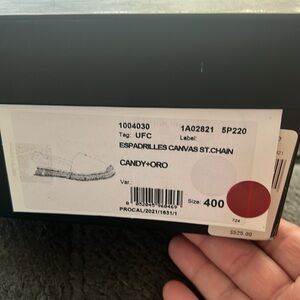 1004030 1A02821 5P220
Tag: UFC Label:
ESPADRILLES CANVAS ST.CHAIN
CANDY+ORO
Var.:
Size: 400
PROCAL/2021/1631/1
724
$525.00